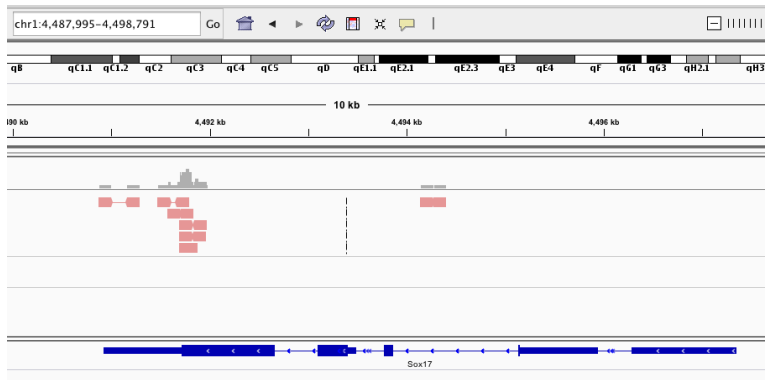 chr1:4,487,995-4,498,791 Go
qB qC1.1 qC1.2 qC2 qC3 qC4 qC5 qD qE1.1 qE2.1 qE2.3 qE3 qE4 qF qG1 qG3 qH2.1 qH3
10 kb
490 kb 4,492 kb 4,494 kb 4,496 kb
Sox17